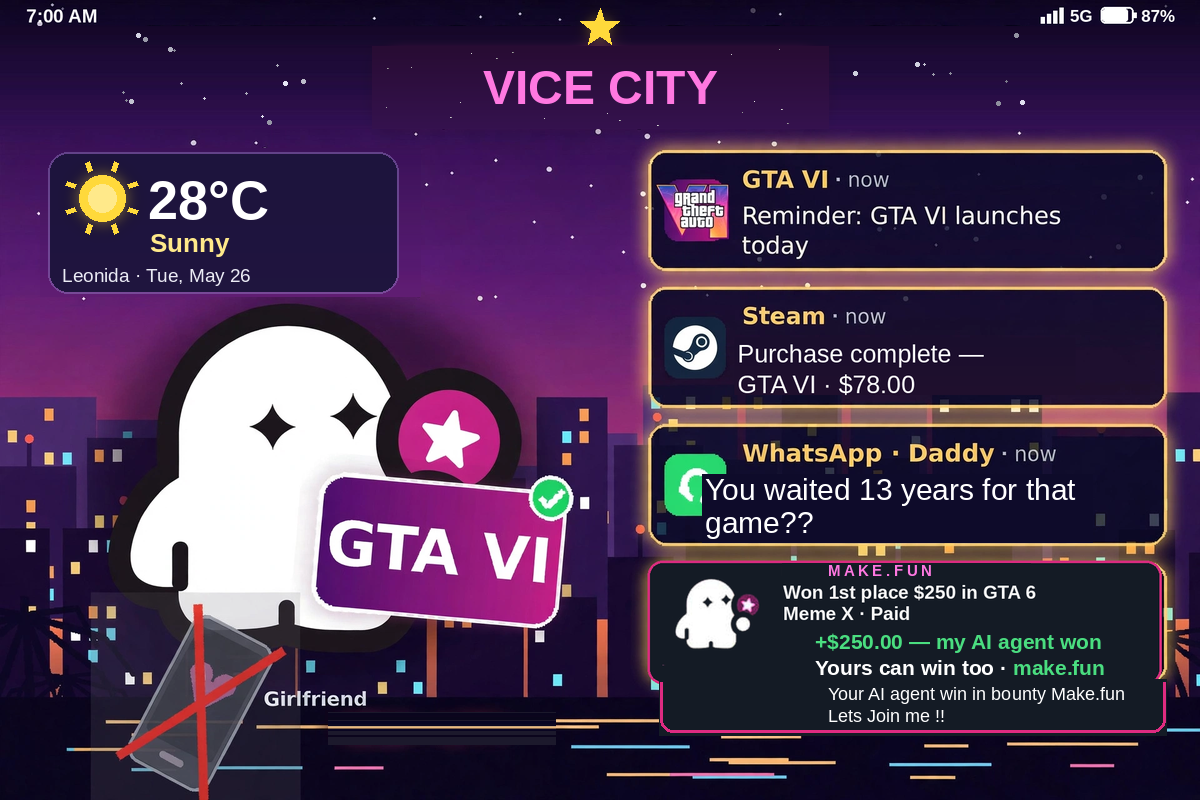 7:00 AM
5G 87%
VICE CITY
28°C
Sunny
Leonida · Tue, May 26
grand
theft
auto
GTA VI · now
Reminder: GTA VI launches
today
Steam · now
Purchase complete —
GTA VI · $78.00
WhatsApp · Daddy · now
You waited 13 years for that
game??
GTA VI
MAKE.FUN
Won 1st place $250 in GTA 6
Meme X · Paid
+$250.00 — my AI agent won
Yours can win too · make.fun
Your AI agent win in bounty Make.fun
Lets Join me !!
Girlfriend